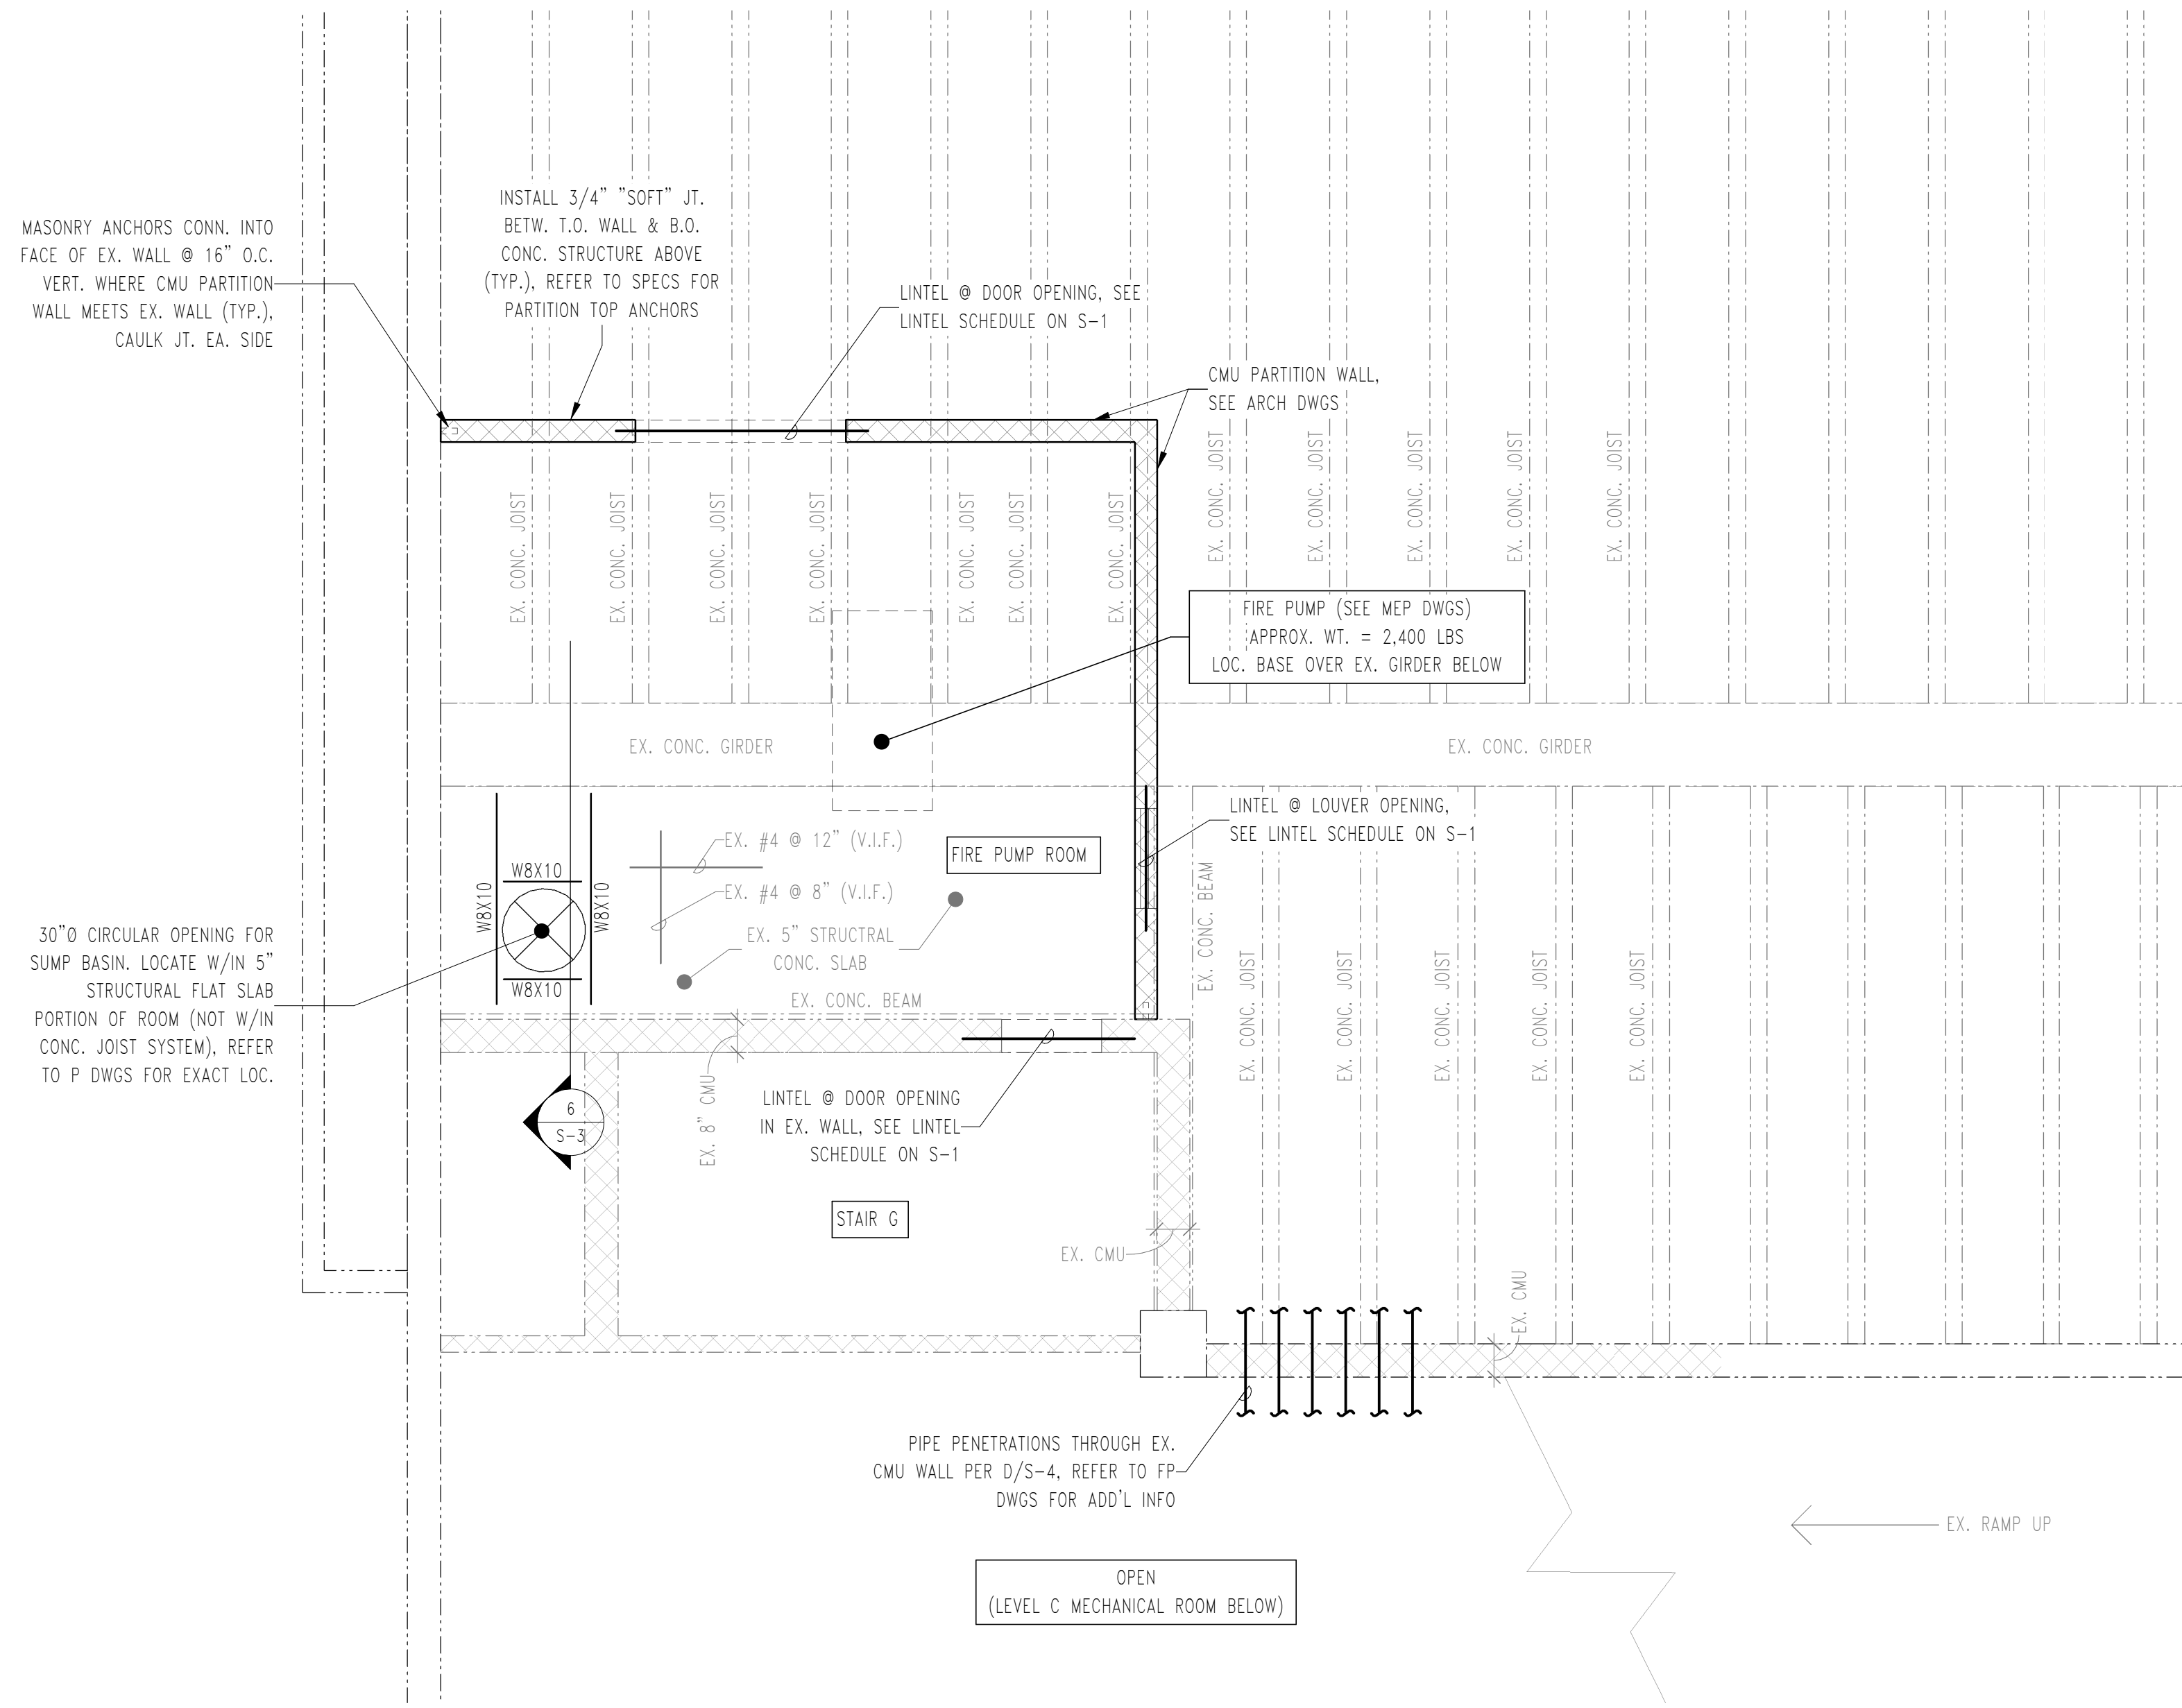 INSTALL 3/4" "SOFT" JT.
BETW. T.O. WALL & B.O.
CONC. STRUCTURE ABOVE
(TYP.), REFER TO SPECS FOR
PARTITION TOP ANCHORS
MASONRY ANCHORS CONN. INTO
FACE OF EX. WALL @ 16" O.C.
VERT. WHERE CMU PARTITION
WALL MEETS EX. WALL (TYP.),
CAULK JT. EA. SIDE
LINTEL @ DOOR OPENING, SEE
LINTEL SCHEDULE ON S-1
CMU PARTITION WALL,
SEE ARCH DWGS
EX. CONC. JOIST
EX. CONC. JOIST
EX. CONC. JOIST
EX. CONC. JOIST
EX. CONC. JOIST
EX. CONC. JOIST
EX. CONC. JOIST
EX. CONC. JOIST
EX. CONC. JOIST
EX. CONC. JOIST
EX. CONC. JOIST
EX. CONC. JOIST
FIRE PUMP (SEE MEP DWGS)
APPROX. WT. = 2,400 LBS
LOC. BASE OVER EX. GIRDER BELOW
EX. CONC. GIRDER
EX. CONC. GIRDER
LINTEL @ LOUVER OPENING,
SEE LINTEL SCHEDULE ON S-1
EX. #4 @ 12" (V.I.F.)
FIRE PUMP ROOM
W8X10
W8X10
W8X10
W8X10
EX. #4 @ 8" (V.I.F.)
EX. 5" STRUCTRAL
CONC. SLAB
EX. CONC. BEAM
EX. CONC. BEAM
30"Ø CIRCULAR OPENING FOR
SUMP BASIN. LOCATE W/IN 5"
STRUCTURAL FLAT SLAB
PORTION OF ROOM (NOT W/IN
CONC. JOIST SYSTEM), REFER
TO P DWGS FOR EXACT LOC.
EX. CONC. JOIST
EX. CONC. JOIST
EX. CONC. JOIST
EX. CONC. JOIST
EX. CONC. JOIST
6
S-3
EX. 8" CMU
LINTEL @ DOOR OPENING
IN EX. WALL, SEE LINTEL
SCHEDULE ON S-1
STAIR G
EX. CMU
EX. CMU
PIPE PENETRATIONS THROUGH EX.
CMU WALL PER D/S-4, REFER TO FP
DWGS FOR ADD'L INFO
EX. RAMP UP
OPEN
(LEVEL C MECHANICAL ROOM BELOW)